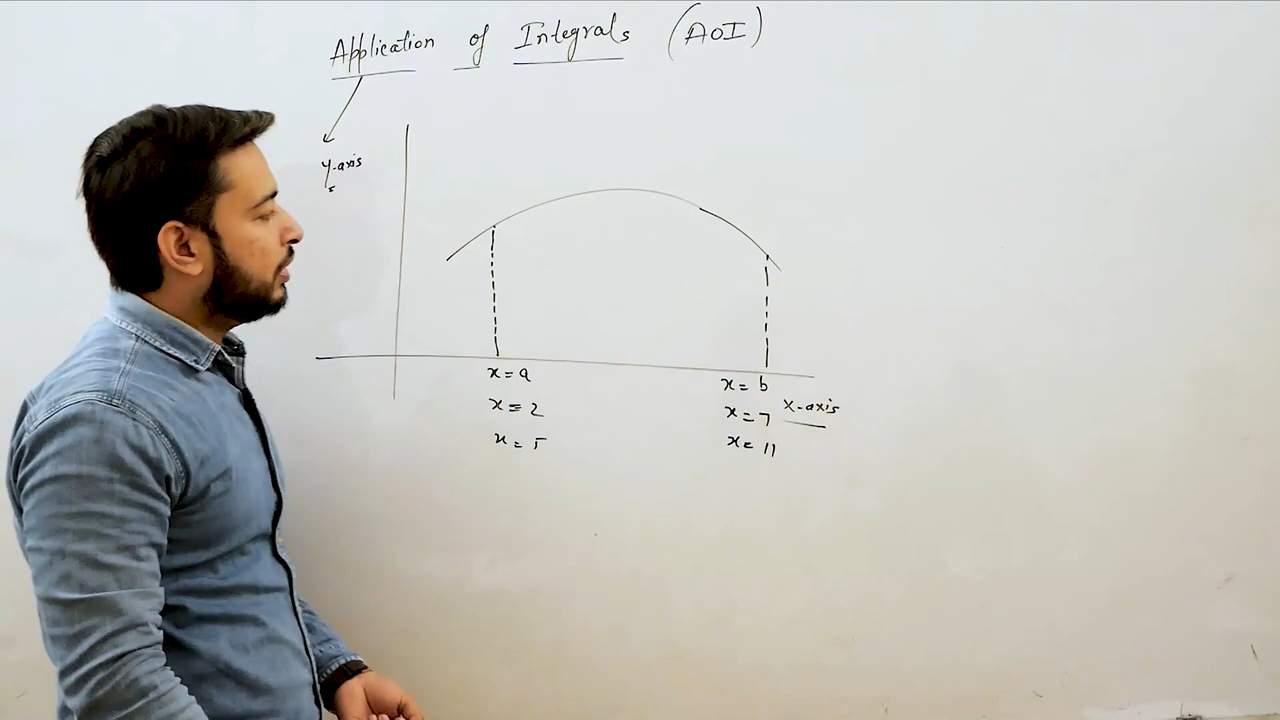 Application of Integrals (AOI)
Y-axis
x=a
x=b
x=2
x=7
X-axis
x=5
x=11